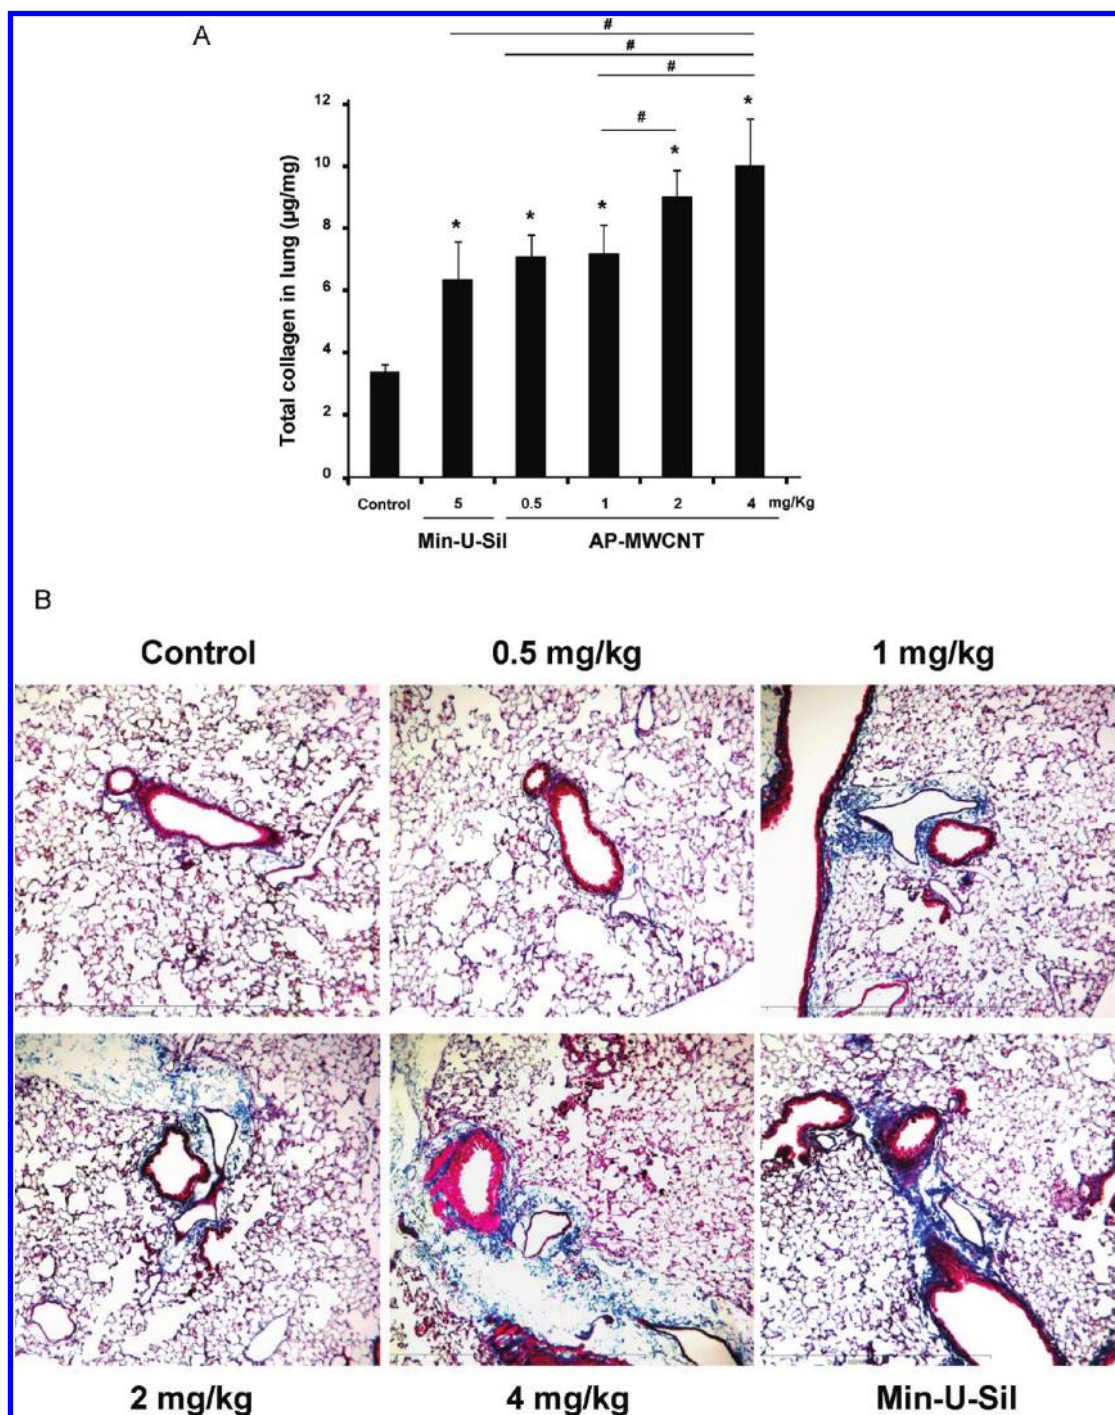 A
#
#
#
#
*
*
*
*
*
12
10
8
6
4
2
0
Total collagen in lung (µg/mg)
Control 5 0.5 1 2 4 mg/Kg
Min-U-Sil AP-MWCNT
B
Control 0.5 mg/kg 1 mg/kg
2 mg/kg 4 mg/kg Min-U-Sil